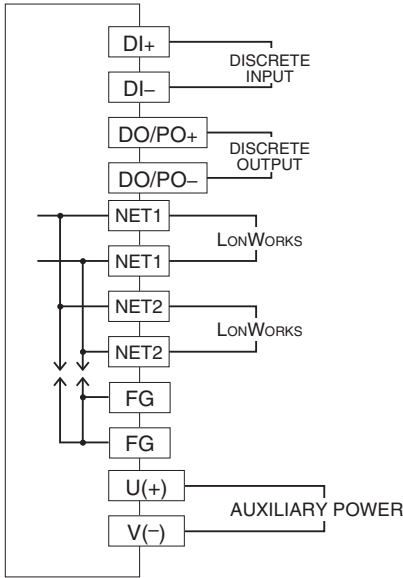 DI+
DISCRETE
INPUT
DI–
DO/PO+
DISCRETE
OUTPUT
DO/PO–
NET1
LONWORKS
NET1
NET2
LONWORKS
NET2
FG
FG
U(+)
AUXILIARY POWER
V(–)